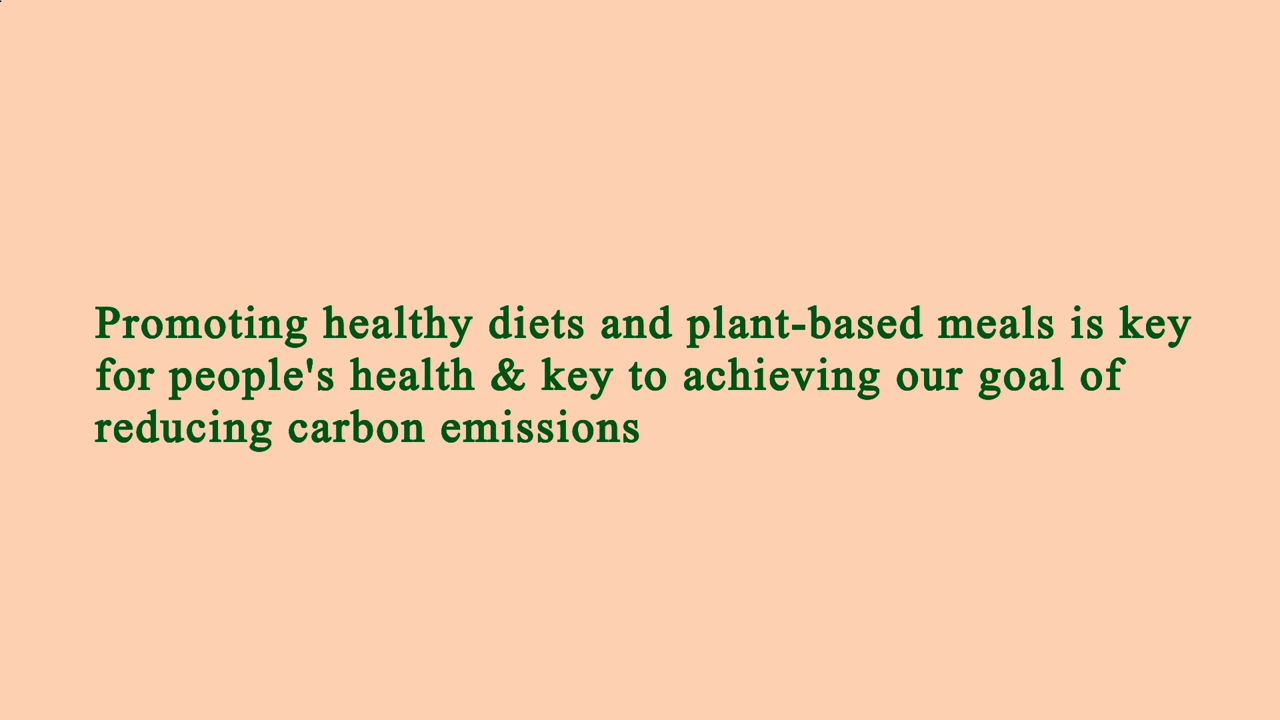 Promoting healthy diets and plant-based meals is key
for people's health & key to achieving our goal of
reducing carbon emissions